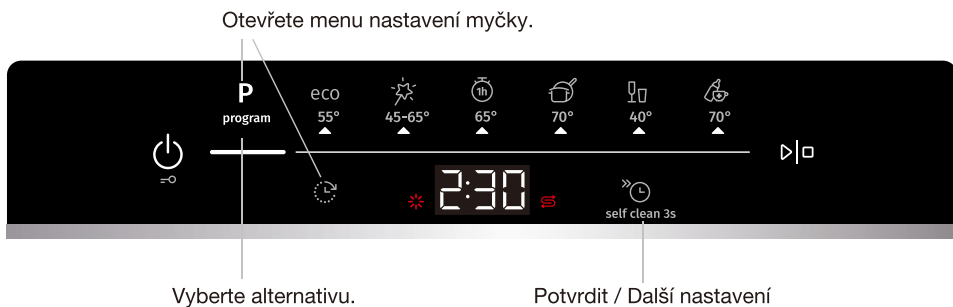 Otevřete menu nastavení myčky.
P
program
eco
55°
45-65°
1h
65°
70°
40°
70°
2:30
self clean 3s
Vyberte alternativu.
Potvrdit / Další nastavení